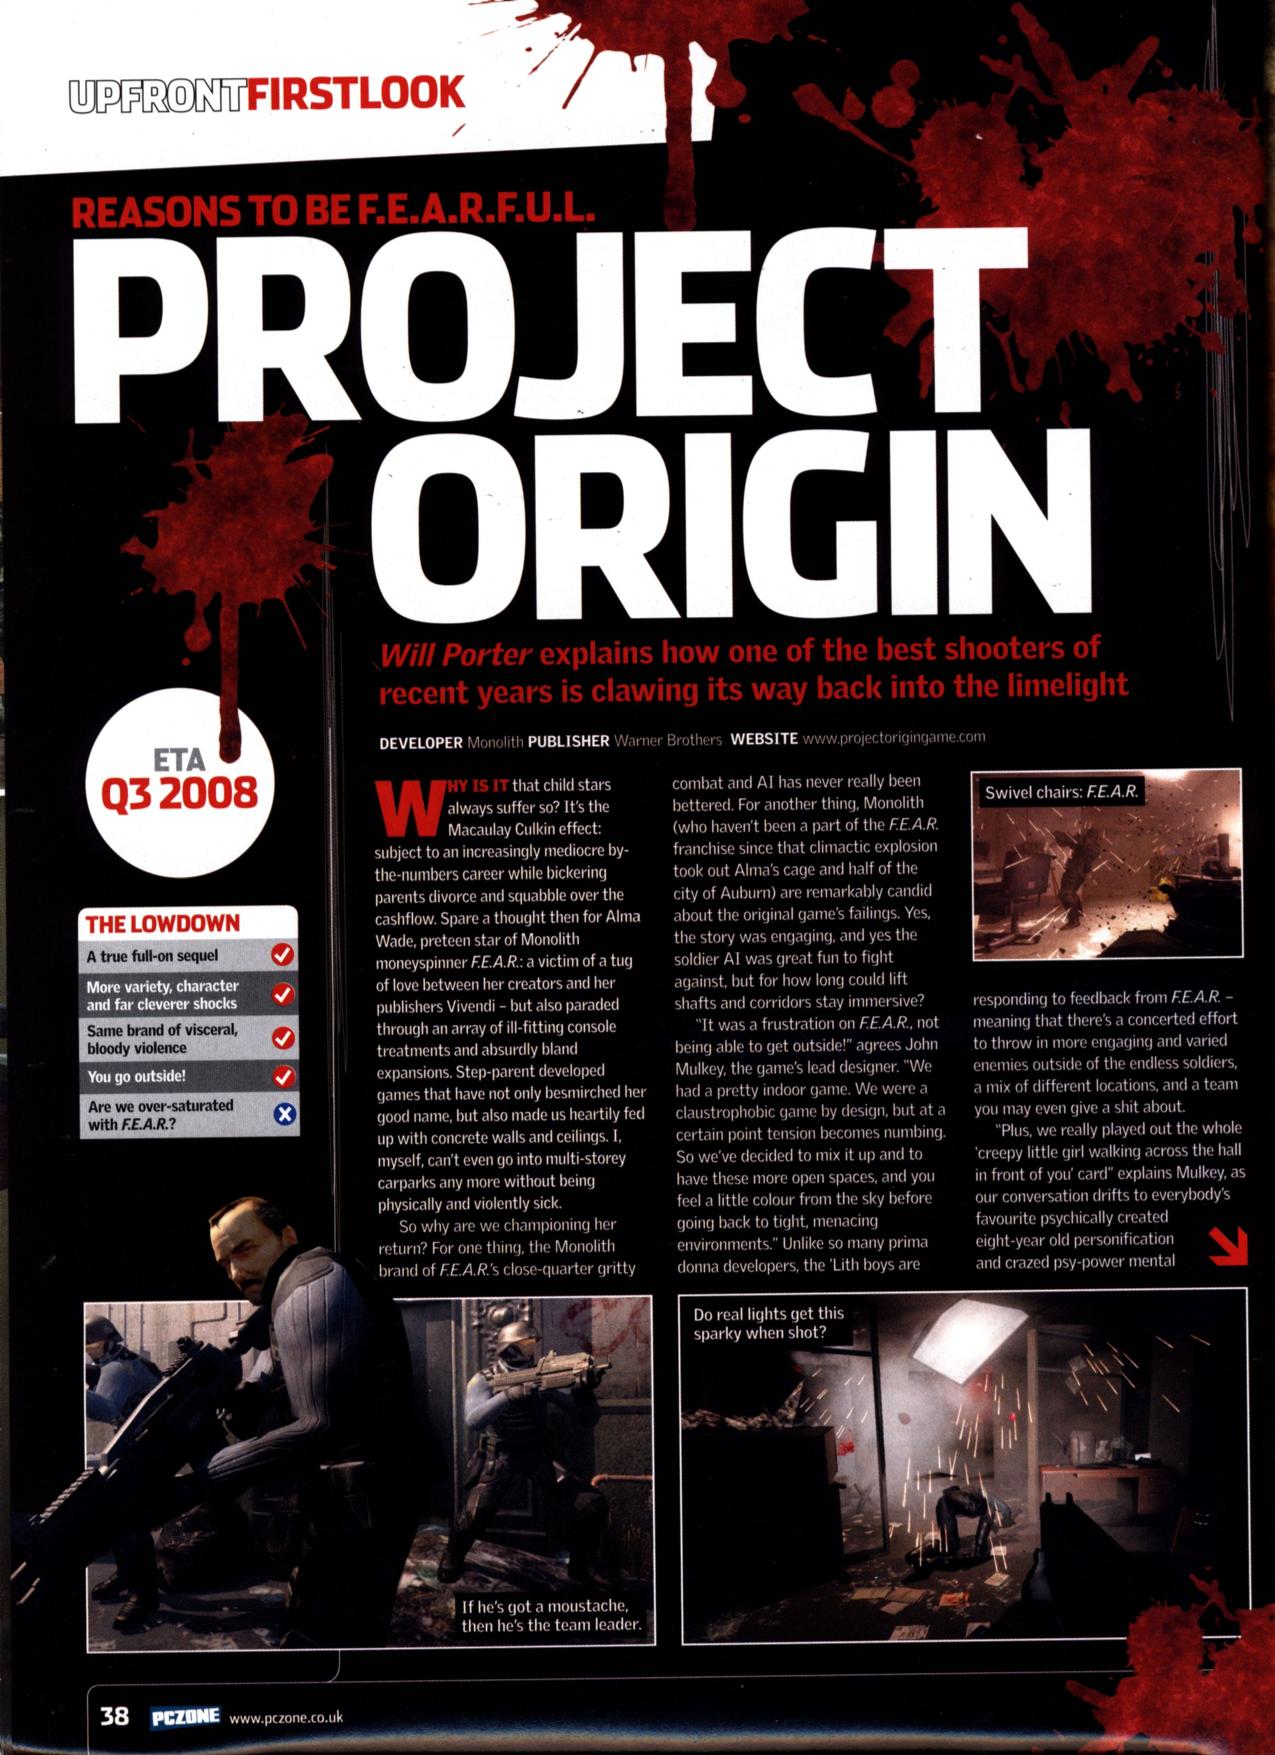 UPFRONTFIRSTLOOK
REASONS TO BE F.E.A.R.F.U.L.
PROJECT
ORIGIN
Will Porter explains how one of the best shooters of
recent years is clawing its way back into the limelight
DEVELOPER Monolith PUBLISHER Warner Brothers WEBSITE www.projectorigingame.com
ETA
Q3 2008
THE LOWDOWN
A true full-on sequel
More variety, character
and far cleverer shocks
Same brand of visceral,
bloody violence
You go outside!
Are we over-saturated
with F.E.A.R.?
WHY IS IT that child stars
always suffer so? It's the
Macaulay Culkin effect:
subject to an increasingly mediocre by-
the-numbers career while bickering
parents divorce and squabble over the
cashflow. Spare a thought then for Alma
Wade, preteen star of Monolith
moneyspinner F.E.A.R.: a victim of a tug
of love between her creators and her
publishers Vivendi – but also paraded
through an array of ill-fitting console
treatments and absurdly bland
expansions. Step-parent developed
games that have not only besmirched her
good name, but also made us heartily fed
up with concrete walls and ceilings. I,
myself, can't even go into multi-storey
carparks any more without being
physically and violently sick.
So why are we championing her
return? For one thing, the Monolith
brand of F.E.A.R.'s close-quarter gritty
combat and AI has never really been
bettered. For another thing, Monolith
(who haven't been a part of the F.E.A.R.
franchise since that climactic explosion
took out Alma's cage and half of the
city of Auburn) are remarkably candid
about the original game's failings. Yes,
the story was engaging, and yes the
soldier AI was great fun to fight
against, but for how long could lift
shafts and corridors stay immersive?
"It was a frustration on F.E.A.R., not
being able to get outside!" agrees John
Mulkey, the game's lead designer. "We
had a pretty indoor game. We were a
claustrophobic game by design, but at a
certain point tension becomes numbing.
So we've decided to mix it up and to
have these more open spaces, and you
feel a little colour from the sky before
going back to tight, menacing
environments." Unlike so many prima
donna developers, the 'Lith boys are
Swivel chairs: F.E.A.R.
responding to feedback from F.E.A.R. –
meaning that there's a concerted effort
to throw in more engaging and varied
enemies outside of the endless soldiers,
a mix of different locations, and a team
you may even give a shit about.
"Plus, we really played out the whole
'creepy little girl walking across the hall
in front of you' card" explains Mulkey, as
our conversation drifts to everybody's
favourite psychically created
eight-year old personification
and crazed psy-power mental
If he's got a moustache,
then he's the team leader.
Do real lights get this
sparky when shot?
38 PCZONE www.pczone.co.uk